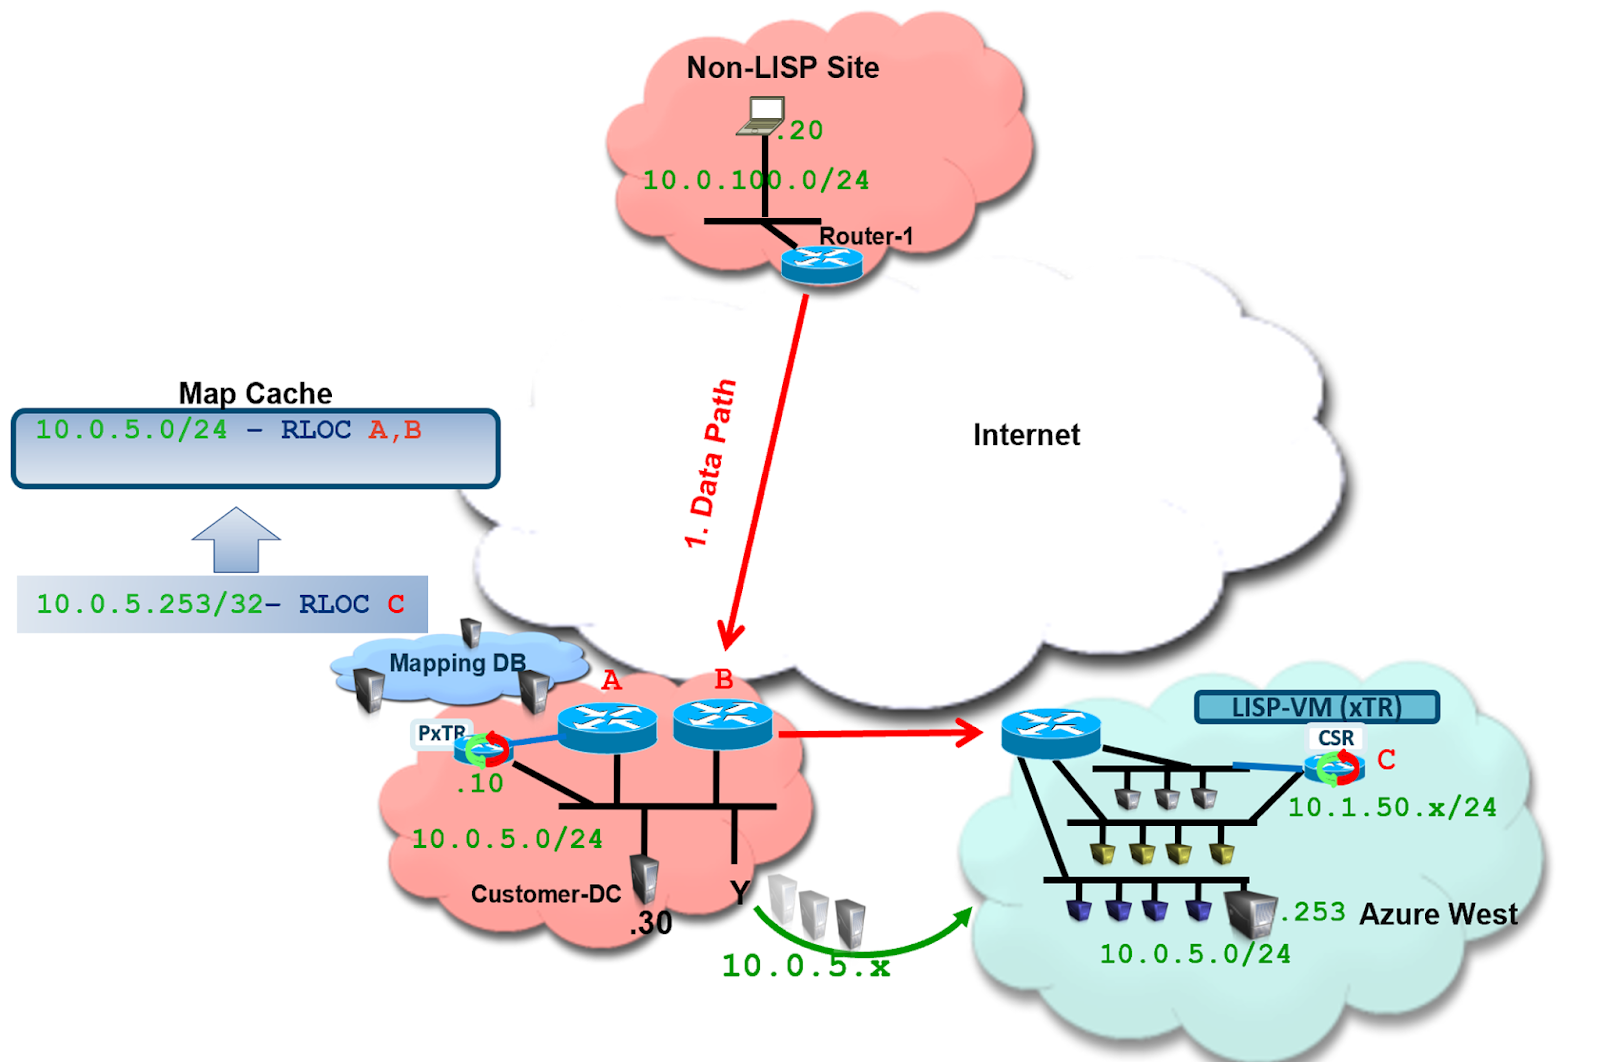 Non-LISP Site
.20
10.0.100.0/24
Router-1
Map Cache
10.0.5.0/24 – RLOC A,B
1. Data Path
Internet
10.0.5.253/32– RLOC C
Mapping DB
A
B
PxTR
.10
10.0.5.0/24
Customer-DC
.30
Y
10.0.5.x
LISP-VM (xTR)
CSR
C
10.1.50.x/24
.253
Azure West
10.0.5.0/24